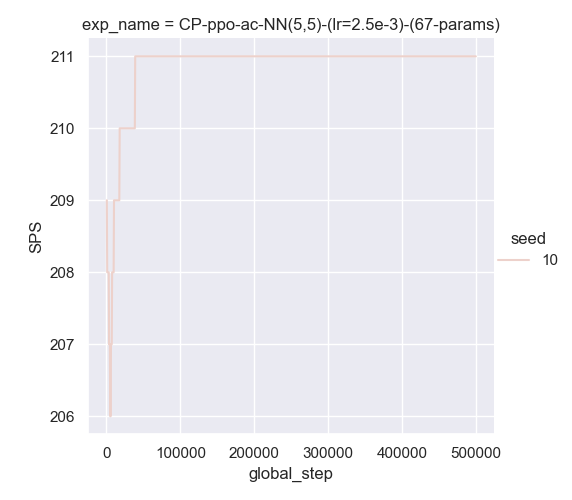 exp_name = CP-ppo-ac-NN(5,5)-(lr=2.5e-3)-(67-params)
211
210
209
208
207
206
SPS
0 100000 200000 300000 400000 500000
global_step
seed
10